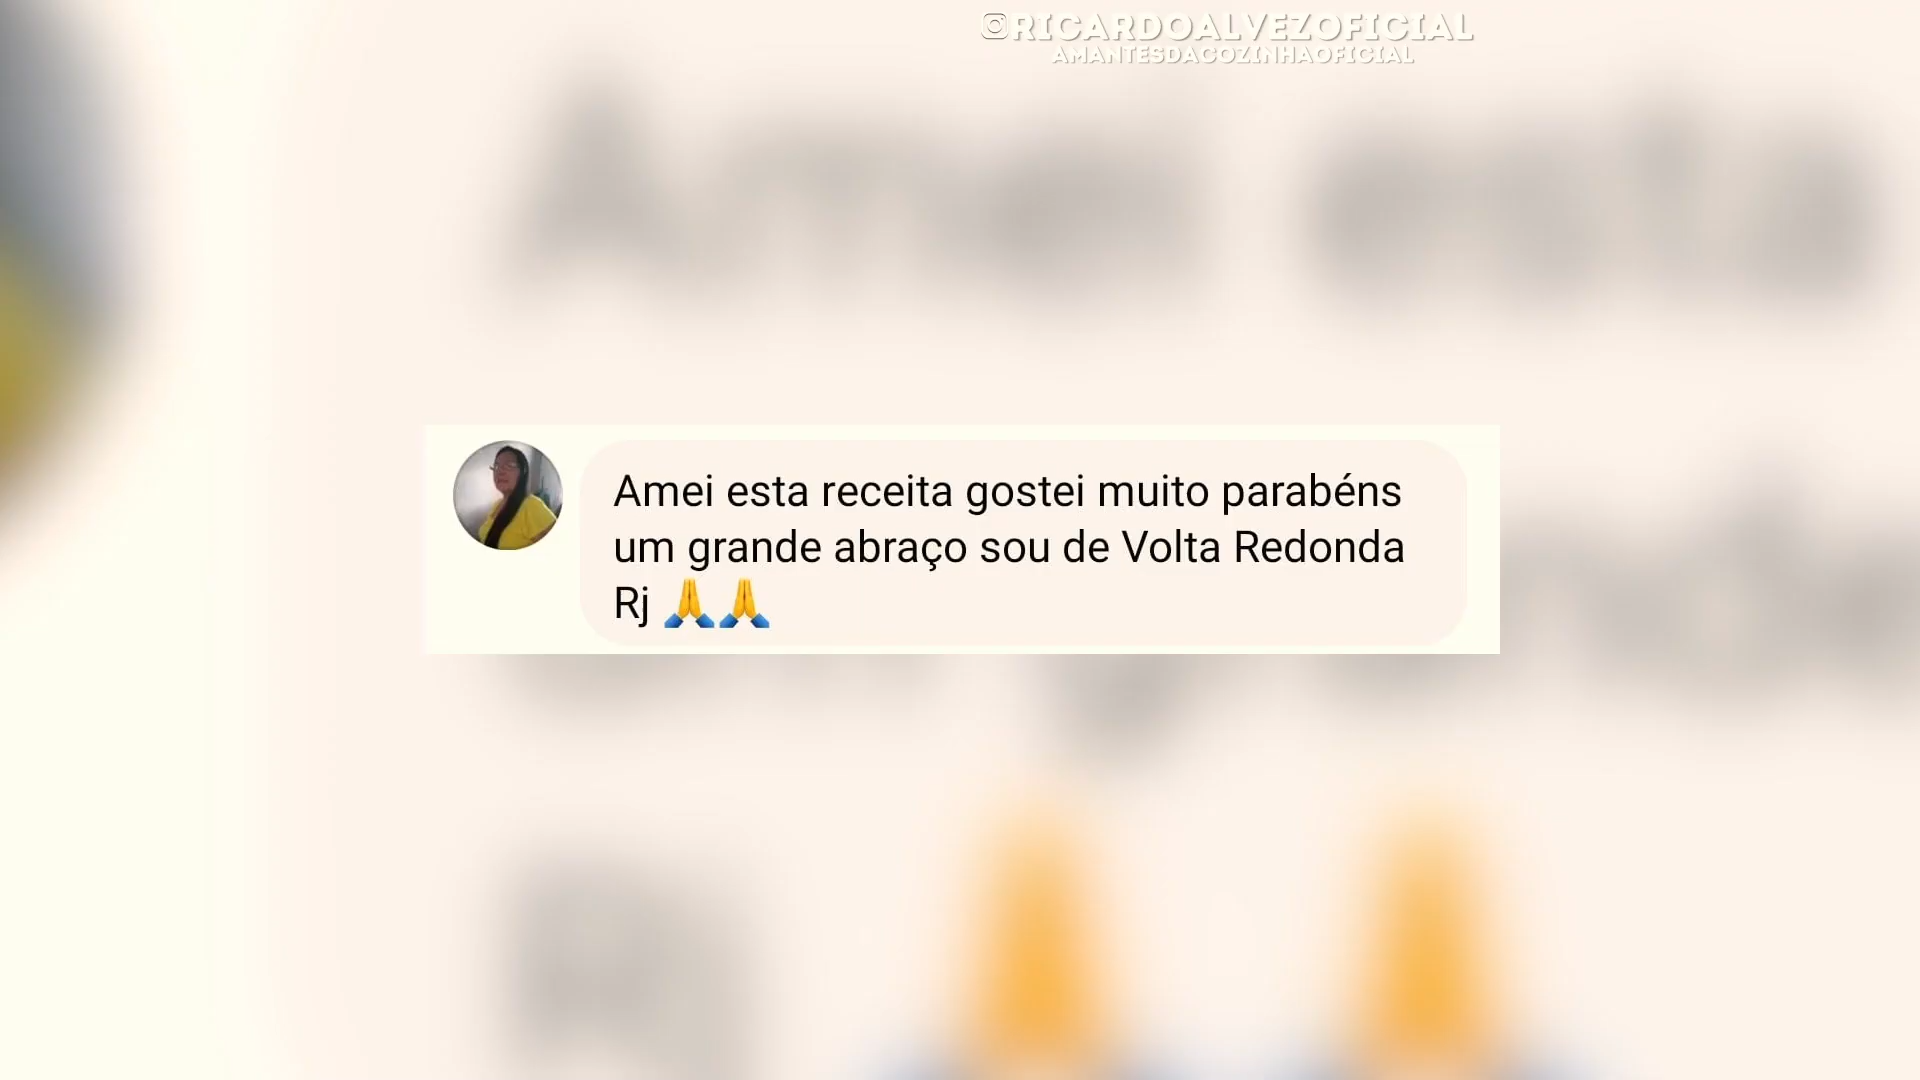 @RICARDOALVEZOFICIAL
AMANTESDACOZINHAOFICIAL
Amei esta receita gostei muito parabéns
um grande abraço sou de Volta Redonda
Rj 🙏🙏